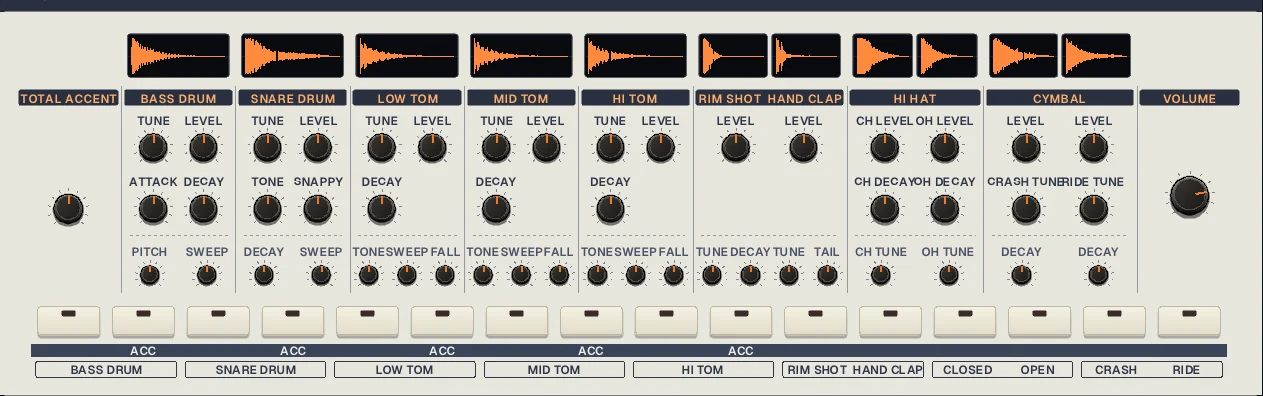 TOTAL ACCENT BASS DRUM SNARE DRUM LOW TOM MID TOM HI TOM RIM SHOT HAND CLAP HI HAT CYMBAL VOLUME
TUNE LEVEL TUNE LEVEL TUNE LEVEL TUNE LEVEL TUNE LEVEL LEVEL LEVEL CH LEVEL OH LEVEL LEVEL LEVEL
ATTACK DECAY TONE SNAPPY DECAY DECAY DECAY CH DECAY OH DECAY CRASH TUNE RIDE TUNE
PITCH SWEEP DECAY SWEEP TONE SWEEP FALL TONE SWEEP FALL TONE SWEEP FALL TUNE DECAY TUNE TAIL CH TUNE OH TUNE DECAY DECAY
ACC ACC ACC ACC ACC
BASS DRUM SNARE DRUM LOW TOM MID TOM HI TOM RIM SHOT HAND CLAP CLOSED OPEN CRASH RIDE